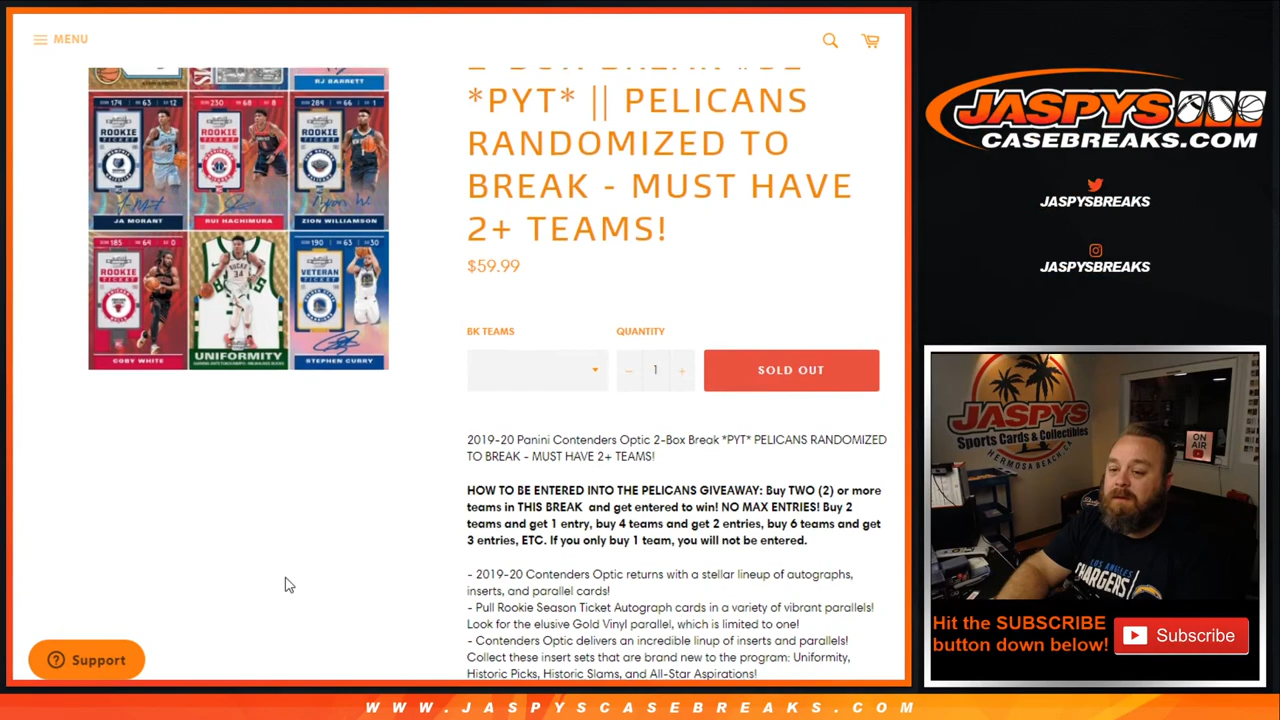 MENU
RJ BARRETT
*PYT* || PELICANS
RANDOMIZED TO
BREAK - MUST HAVE
2+ TEAMS!
$59.99
ROOKIE
TICKET
JA MORANT
ROOKIE
TICKET
RUI HACHIMURA
ROOKIE
TICKET
ZION WILLIAMSON
ROOKIE
TICKET
COBY WHITE
UNIFORMITY
VETERAN
TICKET
STEPHEN CURRY
BK TEAMS
QUANTITY
1
SOLD OUT
2019-20 Panini Contenders Optic 2-Box Break *PYT* PELICANS RANDOMIZED
TO BREAK - MUST HAVE 2+ TEAMS!
HOW TO BE ENTERED INTO THE PELICANS GIVEAWAY: Buy TWO (2) or more
teams in THIS BREAK and get entered to win! NO MAX ENTRIES! Buy 2
teams and get 1 entry, buy 4 teams and get 2 entries, buy 6 teams and get
3 entries, ETC. If you only buy 1 team, you will not be entered.
- 2019-20 Contenders Optic returns with a stellar lineup of autographs,
inserts, and parallel cards!
- Pull Rookie Season Ticket Autograph cards in a variety of vibrant parallels!
Look for the elusive Gold Vinyl parallel, which is limited to one!
- Contenders Optic delivers an incredible linup of inserts and parallels!
Collect these insert sets that are brand new to the program: Uniformity,
Historic Picks, Historic Slams, and All-Star Aspirations!
Support
JASPYS
CASEBREAKS.COM
JASPYSBREAKS
JASPYSBREAKS
JASPYS
Sports Cards & Collectibles
HERMOSA BEACH, CA
ON
AIR
LOS ANGELES
CHARGERS
Hit the SUBSCRIBE
button down below!
Subscribe
WWW.JASPYSCASEBREAKS.COM